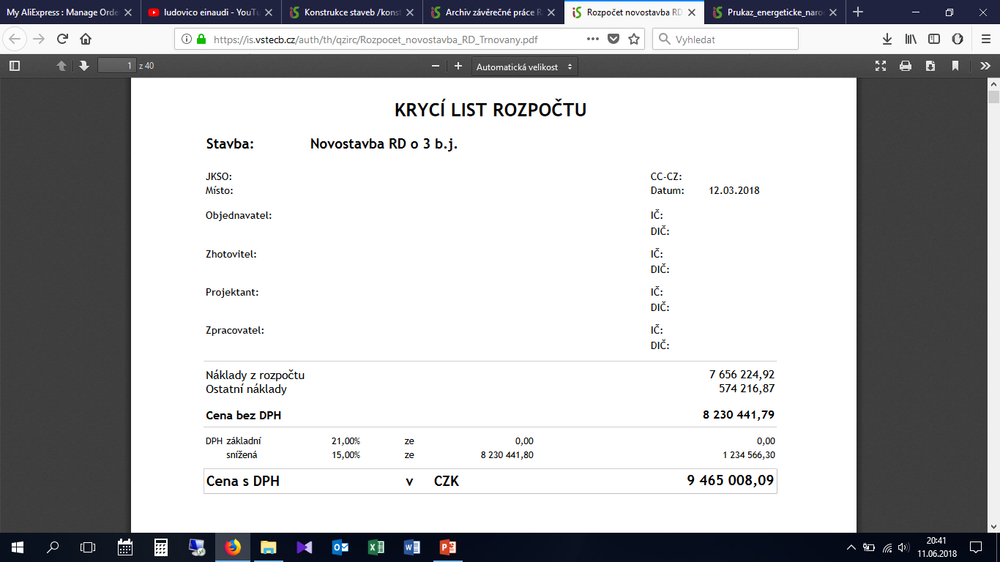 My AliExpress : Manage Orde
ludovico einaudi - YouTu
Konstrukce staveb /kons
Archiv závěrečné práce R
Rozpočet novostavba RD
Prukaz_energeticke_naro
https://is.vstecb.cz/auth/th/qzirc/Rozpocet_novostavba_RD_Trnovany.pdf
Vyhledat
1 z 40
Automatická velikost
KRYCÍ LIST ROZPOČTU
Stavba: Novostavba RD o 3 b.j.
JKSO: CC-CZ:
Místo: Datum: 12.03.2018
Objednavatel: IČ:
DIČ:
Zhotovitel: IČ:
DIČ:
Projektant: IČ:
DIČ:
Zpracovatel: IČ:
DIČ:
Náklady z rozpočtu 7 656 224,92
Ostatní náklady 574 216,87
Cena bez DPH 8 230 441,79
DPH základní 21,00% ze 0,00 0,00
snížená 15,00% ze 8 230 441,80 1 234 566,30
Cena s DPH v CZK 9 465 008,09
20:41
11.06.2018